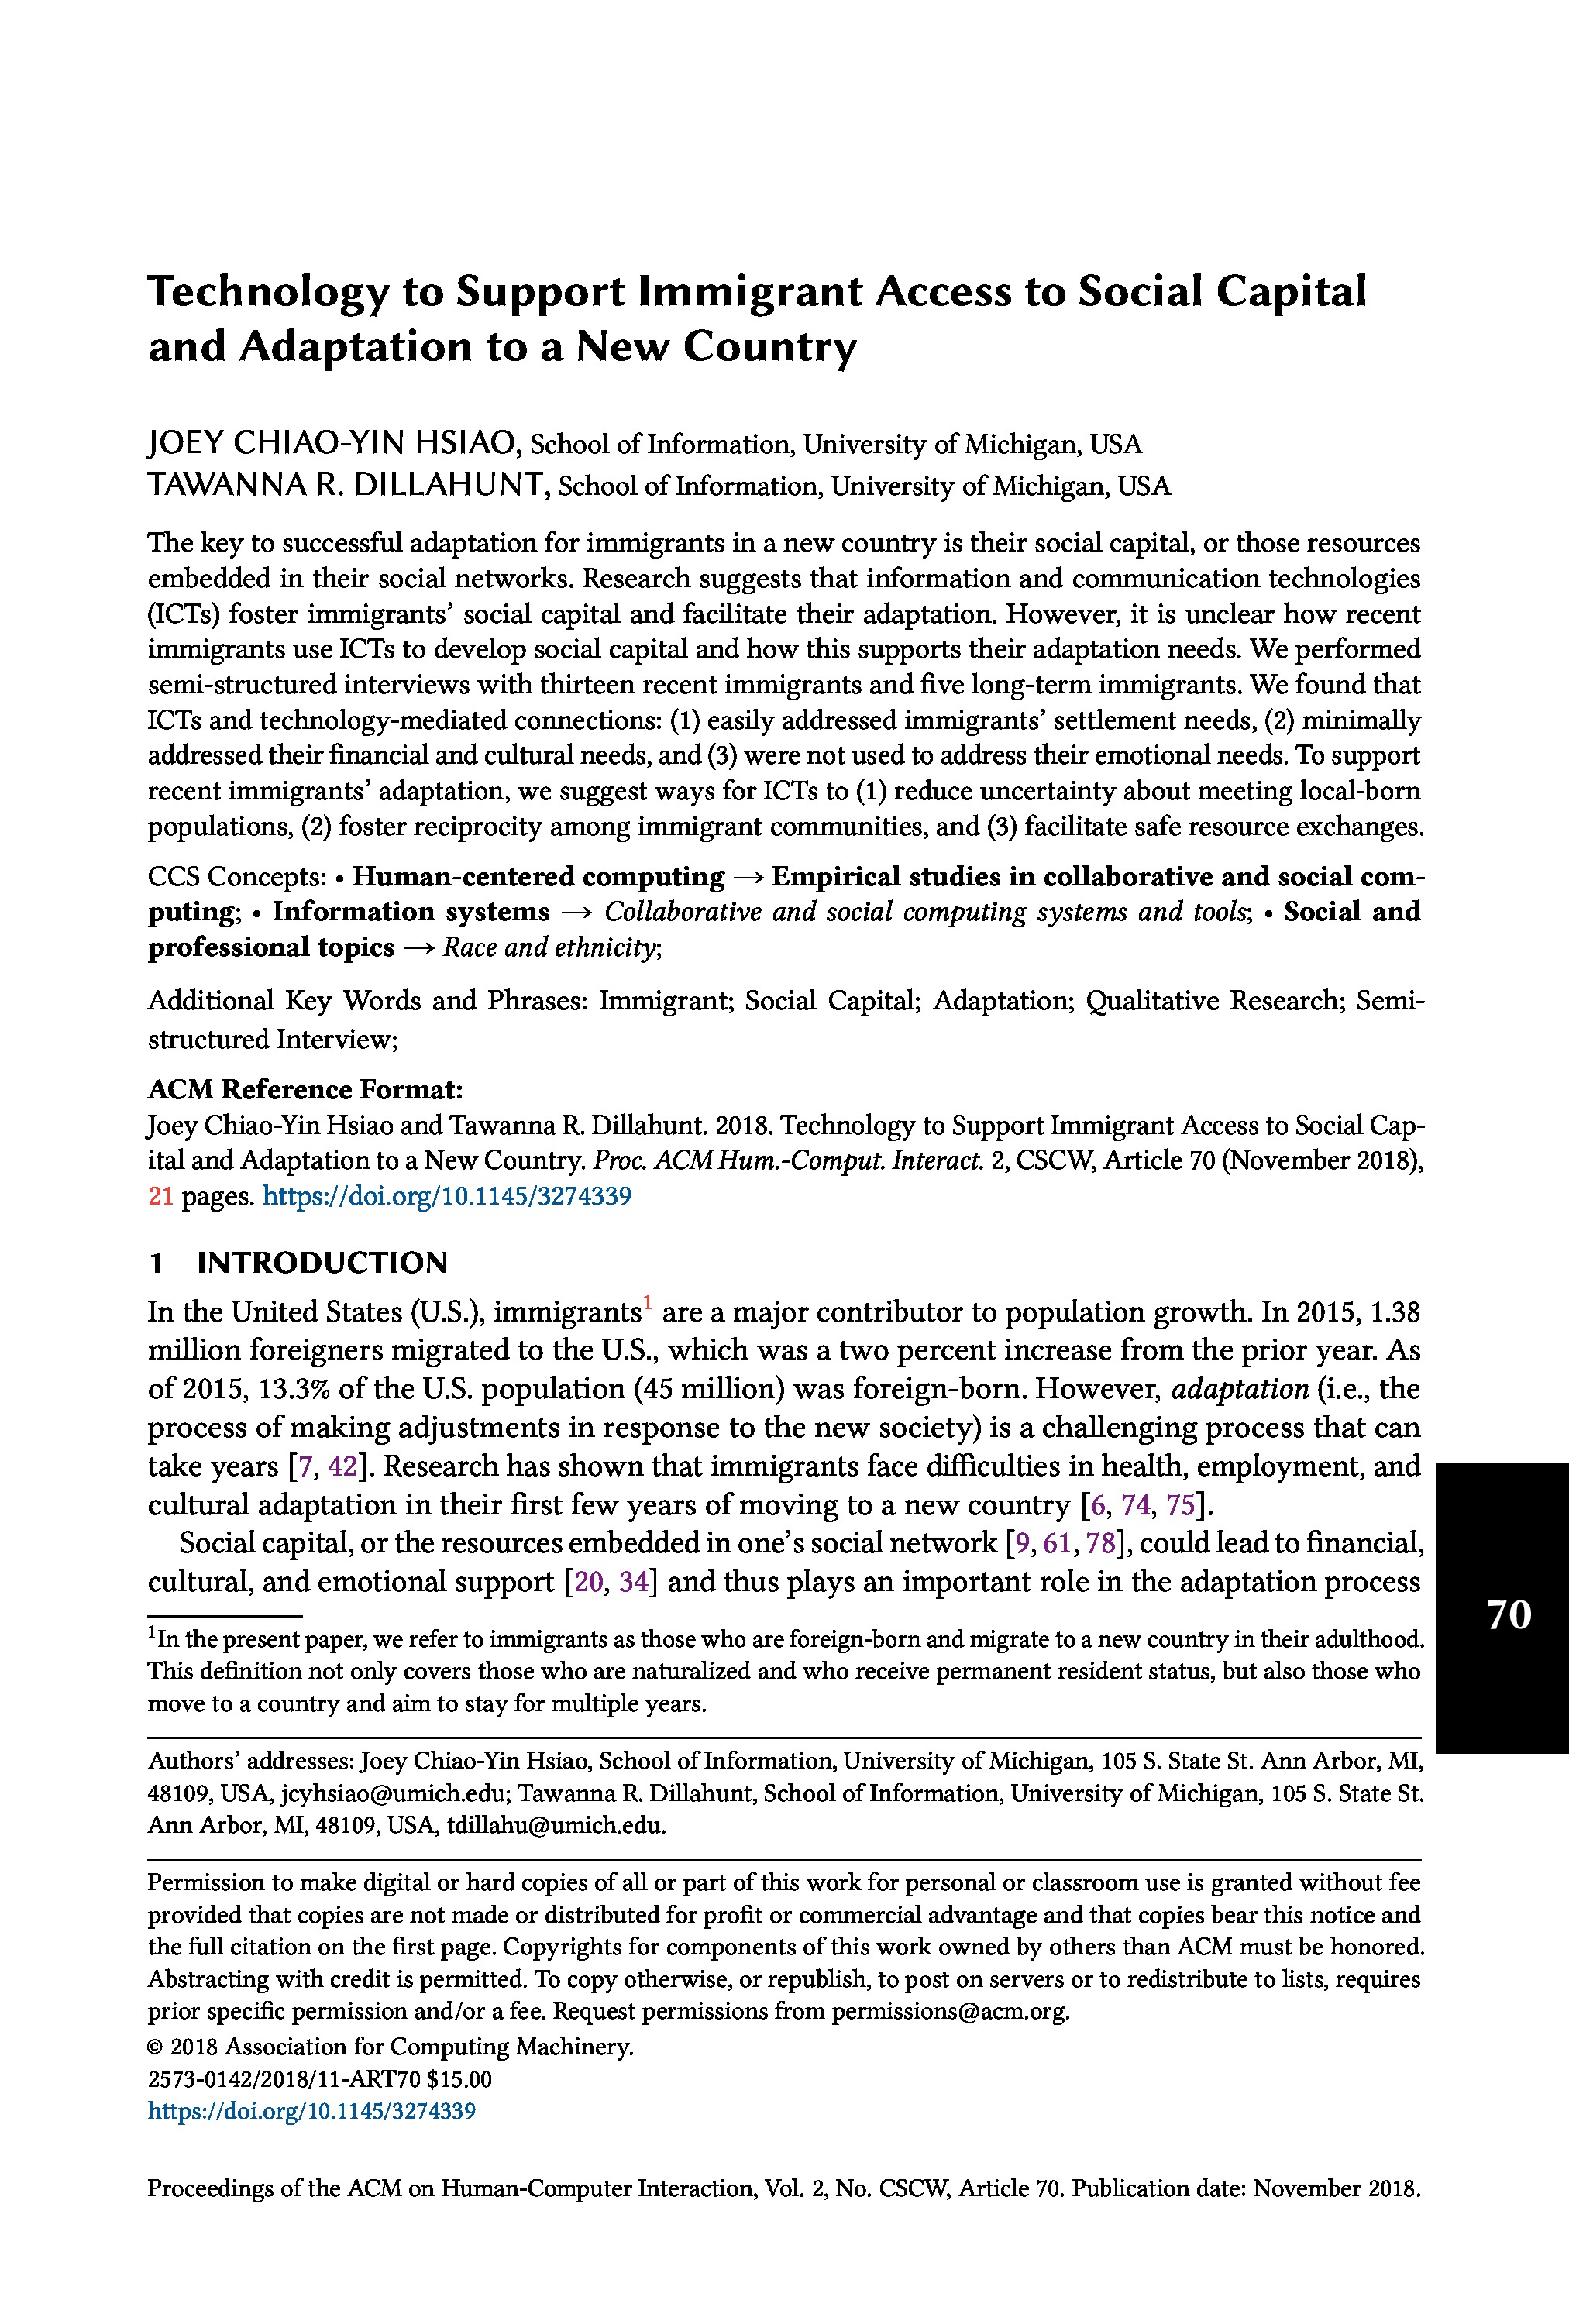 Technology to Support Immigrant Access to Social Capital
and Adaptation to a New Country
JOEY CHIAO-YIN HSIAO, School of Information, University of Michigan, USA
TAWANNA R. DILLAHUNT, School of Information, University of Michigan, USA
The key to successful adaptation for immigrants in a new country is their social capital, or those resources
embedded in their social networks. Research suggests that information and communication technologies
(ICTs) foster immigrants’ social capital and facilitate their adaptation. However, it is unclear how recent
immigrants use ICTs to develop social capital and how this supports their adaptation needs. We performed
semi-structured interviews with thirteen recent immigrants and five long-term immigrants. We found that
ICTs and technology-mediated connections: (1) easily addressed immigrants’ settlement needs, (2) minimally
addressed their financial and cultural needs, and (3) were not used to address their emotional needs. To support
recent immigrants’ adaptation, we suggest ways for ICTs to (1) reduce uncertainty about meeting local-born
populations, (2) foster reciprocity among immigrant communities, and (3) facilitate safe resource exchanges.
CCS Concepts: • Human-centered computing → Empirical studies in collaborative and social com-
puting; • Information systems → Collaborative and social computing systems and tools; • Social and
professional topics → Race and ethnicity;
Additional Key Words and Phrases: Immigrant; Social Capital; Adaptation; Qualitative Research; Semi-
structured Interview;
ACM Reference Format:
Joey Chiao-Yin Hsiao and Tawanna R. Dillahunt. 2018. Technology to Support Immigrant Access to Social Cap-
ital and Adaptation to a New Country. Proc. ACM Hum.-Comput. Interact. 2, CSCW, Article 70 (November 2018),
21 pages. https://doi.org/10.1145/3274339
1 INTRODUCTION
In the United States (U.S.), immigrants1 are a major contributor to population growth. In 2015, 1.38
million foreigners migrated to the U.S., which was a two percent increase from the prior year. As
of 2015, 13.3% of the U.S. population (45 million) was foreign-born. However, adaptation (i.e., the
process of making adjustments in response to the new society) is a challenging process that can
take years [7, 42]. Research has shown that immigrants face difficulties in health, employment, and
cultural adaptation in their first few years of moving to a new country [6, 74, 75].
Social capital, or the resources embedded in one’s social network [9, 61, 78], could lead to financial,
cultural, and emotional support [20, 34] and thus plays an important role in the adaptation process
1In the present paper, we refer to immigrants as those who are foreign-born and migrate to a new country in their adulthood.
This definition not only covers those who are naturalized and who receive permanent resident status, but also those who
move to a country and aim to stay for multiple years.
Authors’ addresses: Joey Chiao-Yin Hsiao, School of Information, University of Michigan, 105 S. State St. Ann Arbor, MI,
48109, USA, jcyhsiao@umich.edu; Tawanna R. Dillahunt, School of Information, University of Michigan, 105 S. State St.
Ann Arbor, MI, 48109, USA, tdillahu@umich.edu.
Permission to make digital or hard copies of all or part of this work for personal or classroom use is granted without fee
provided that copies are not made or distributed for profit or commercial advantage and that copies bear this notice and
the full citation on the first page. Copyrights for components of this work owned by others than ACM must be honored.
Abstracting with credit is permitted. To copy otherwise, or republish, to post on servers or to redistribute to lists, requires
prior specific permission and/or a fee. Request permissions from permissions@acm.org.
© 2018 Association for Computing Machinery.
2573-0142/2018/11-ART70 $15.00
https://doi.org/10.1145/3274339
Proceedings of the ACM on Human-Computer Interaction, Vol. 2, No. CSCW, Article 70. Publication date: November 2018.
70